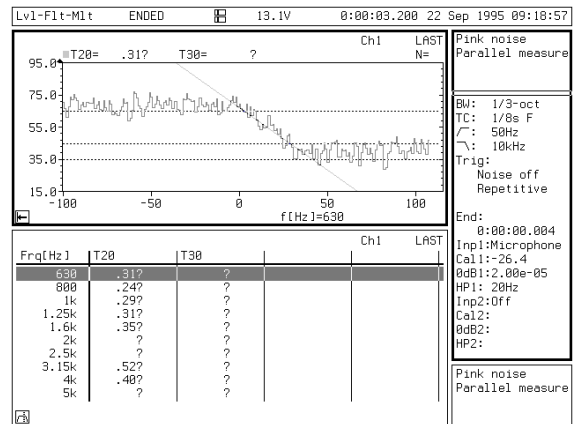 Lvl-Flt-Mlt ENDED 13.1V 0:00:03.200 22 Sep 1995 09:18:57
Ch1 LAST
T20= .31? T30= ? N=
95.0
75.0
55.0
35.0
15.0
-100 -50 0 50 100
f[Hz]=630
Pink noise
Parallel measure
BW: 1/3-oct
TC: 1/8s F
50Hz
10kHz
Trig:
Noise off
Repetitive
End:
0:00:00.004
Inp1:Microphone
Cal1:-26.4
0dB1:2.00e-05
HP1: 20Hz
Inp2:Off
Cal2:
0dB2:
HP2:
Ch1 LAST
Frq[Hz] T20 T30
630 .31? ?
800 .24? ?
1k .29? ?
1.25k .31? ?
1.6k .35? ?
2k ? ?
2.5k ? ?
3.15k .52? ?
4k .40? ?
5k ? ?
Pink noise
Parallel measure